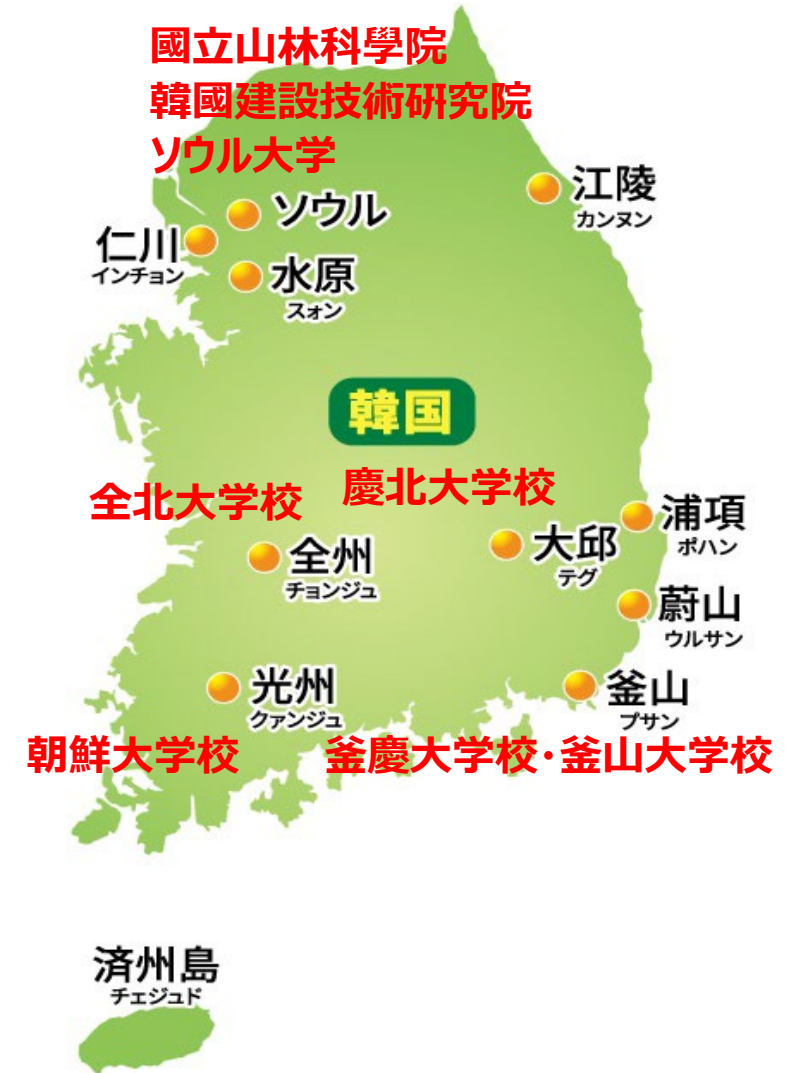 國立山林科學院
韓國建設技術研究院
ソウル大学
ソウル
江陵
カンヌン
仁川
インチョン
水原
スォン
韓国
全北大学校
慶北大学校
浦項
ポハン
大邱
テグ
全州
チョンジュ
蔚山
ウルサン
光州
クァンジュ
釜山
プサン
朝鮮大学校
釜慶大学校・釜山大学校
済州島
チェジュド